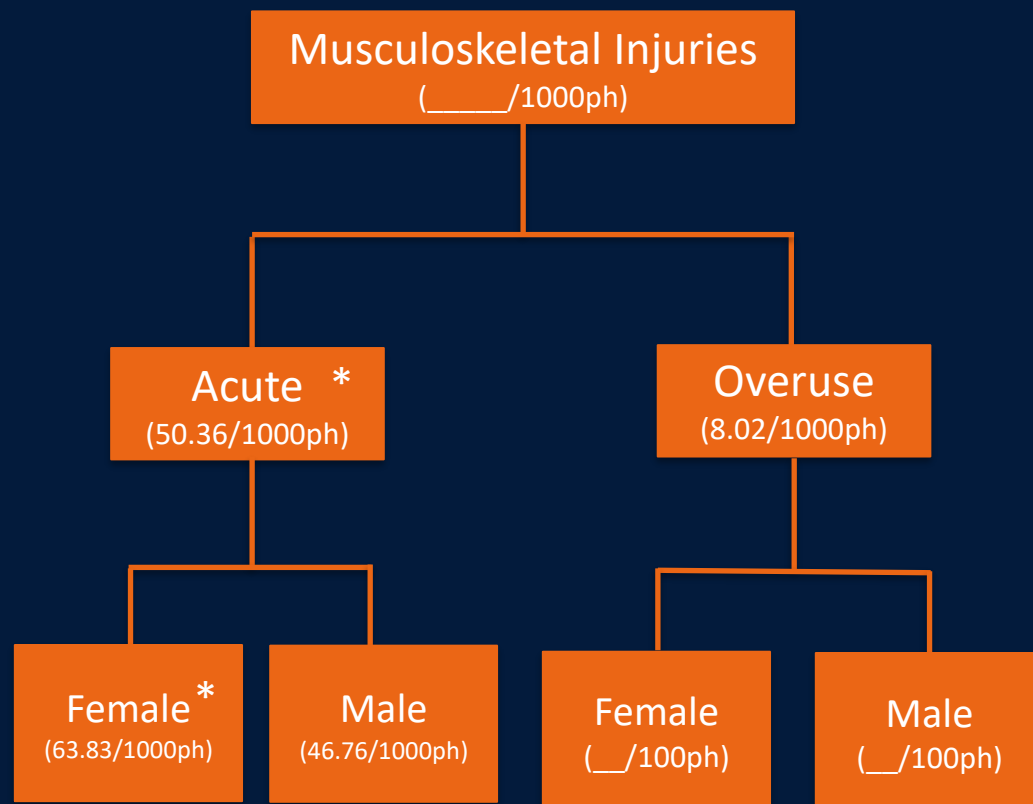 Musculoskeletal Injuries
(_____/1000ph)
Acute *
(50.36/1000ph)
Overuse
(8.02/1000ph)
Female*
(63.83/1000ph)
Male
(46.76/1000ph)
Female
(__/100ph)
Male
(__/100ph)